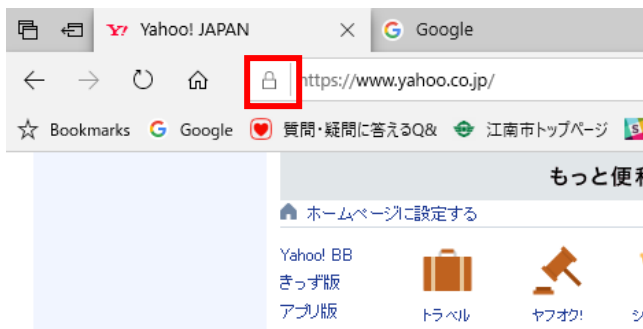 Yahoo! JAPAN
Google
https://www.yahoo.co.jp/
Bookmarks Google 質問・疑問に答えるQ& 江南市トップページ
もっと便利
ホームページに設定する
Yahoo! BB
きっず版
アプリ版
トラベル ヤフオク!